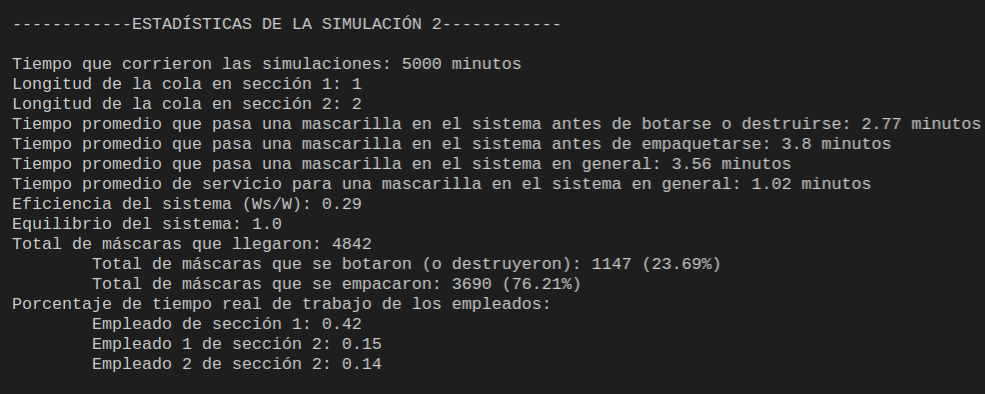 ------------ESTADÍSTICAS DE LA SIMULACIÓN 2------------
Tiempo que corrieron las simulaciones: 5000 minutos
Longitud de la cola en sección 1: 1
Longitud de la cola en sección 2: 2
Tiempo promedio que pasa una mascarilla en el sistema antes de botarse o destruirse: 2.77 minutos
Tiempo promedio que pasa una mascarilla en el sistema antes de empaquetarse: 3.8 minutos
Tiempo promedio que pasa una mascarilla en el sistema en general: 3.56 minutos
Tiempo promedio de servicio para una mascarilla en el sistema en general: 1.02 minutos
Eficiencia del sistema (Ws/W): 0.29
Equilibrio del sistema: 1.0
Total de máscaras que llegaron: 4842
Total de máscaras que se botaron (o destruyeron): 1147 (23.69%)
Total de máscaras que se empacaron: 3690 (76.21%)
Porcentaje de tiempo real de trabajo de los empleados:
Empleado de sección 1: 0.42
Empleado 1 de sección 2: 0.15
Empleado 2 de sección 2: 0.14